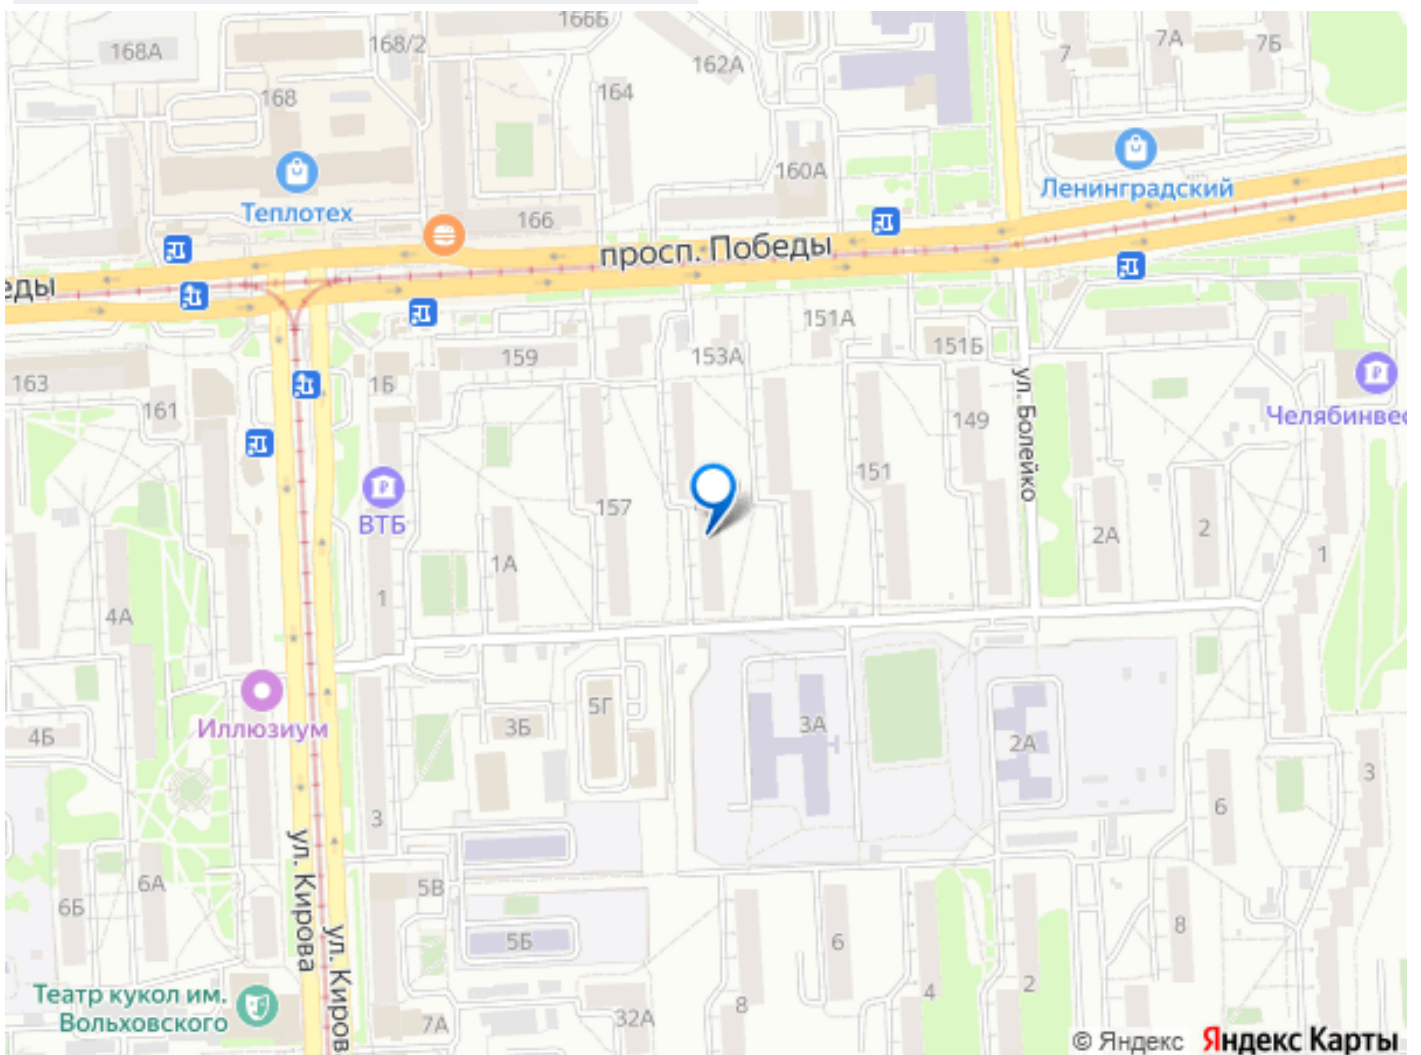 166Б
168А
168/2
162А
7
7А
7Б
168
164
160А
Ленинградский
Теплотех
166
просп. Победы
еды
151А
159
153А
151Б
163
1Б
161
ул. Болейко
149
Челябинвес
151
157
ВТБ
2А
2
1А
1
1
4А
5Г
3Б
3А
2А
Иллюзиум
4Б
3
6
3
ул. Кирова
6А
5В
6Б
ул. Киров
5Б
6
8
4
2
Театр кукол им.
Вольховского
7А
32А
8
© Яндекс Яндекс Карты